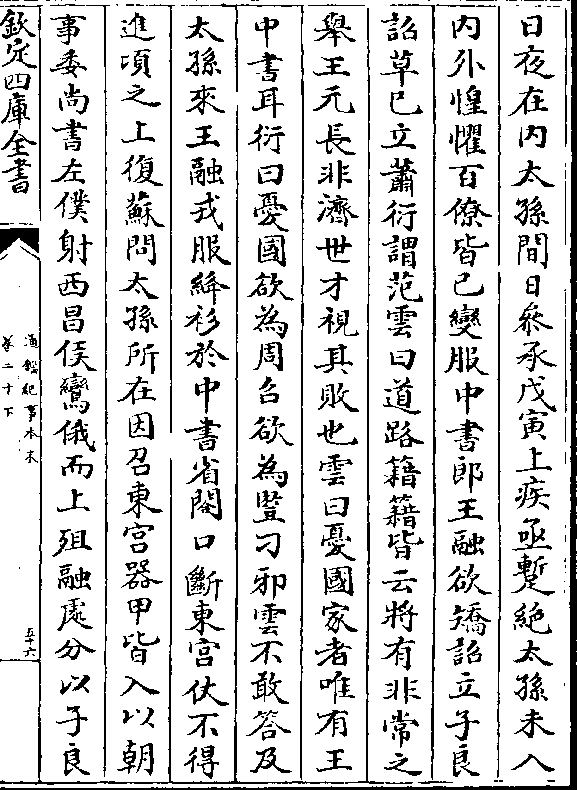 日夜在内太孫間日叅承戊寅上疾亟蹔絶太孫未入
内外惶懼百僚皆已變服中書郎王融欲矯詔立子良
詔草已立蕭衍謂范雲曰道路籍籍皆云將有非常之
舉王元長非濟世才視其敗也雲曰憂國家者唯有王
中書耳衍曰憂國欲為周召欲為豎刁邪雲不敢答及
太孫來王融戎服絳衫於中書省閤口斷東宫仗不得
進頃之上復蘇問太孫所在因召東宫器甲皆入以朝
事委尚書左僕射西昌侯鸞俄而上殂融處分以子良
欽定四庫全書
通鑑紀事本末
卷二十下
五十六